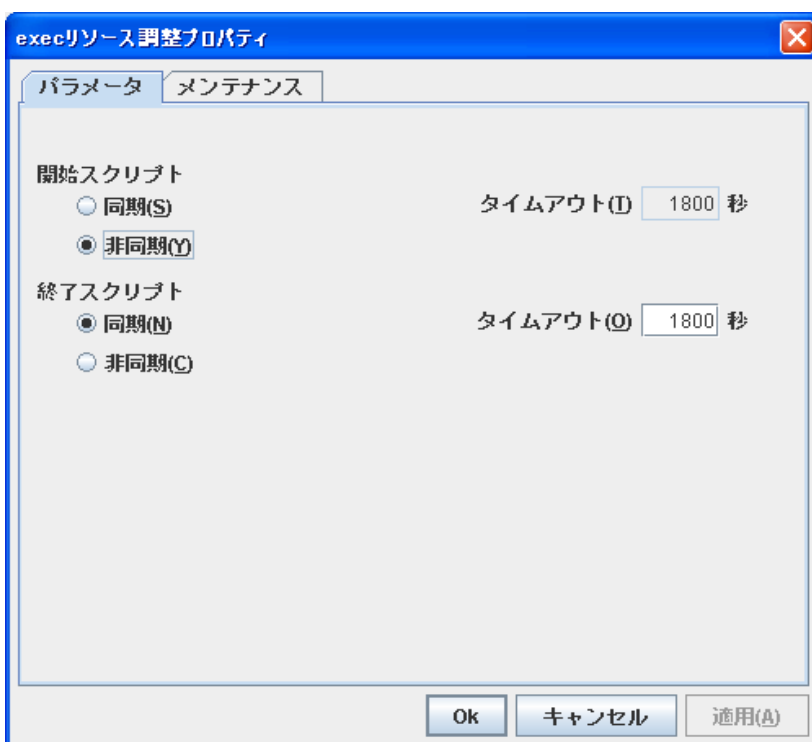 execリソース調整プロパティ
パラメータ メンテナンス
開始スクリプト
同期(S) タイムアウト(T) 1800 秒
非同期(Y)
終了スクリプト
同期(N) タイムアウト(O) 1800 秒
非同期(C)
Ok キャンセル 適用(A)